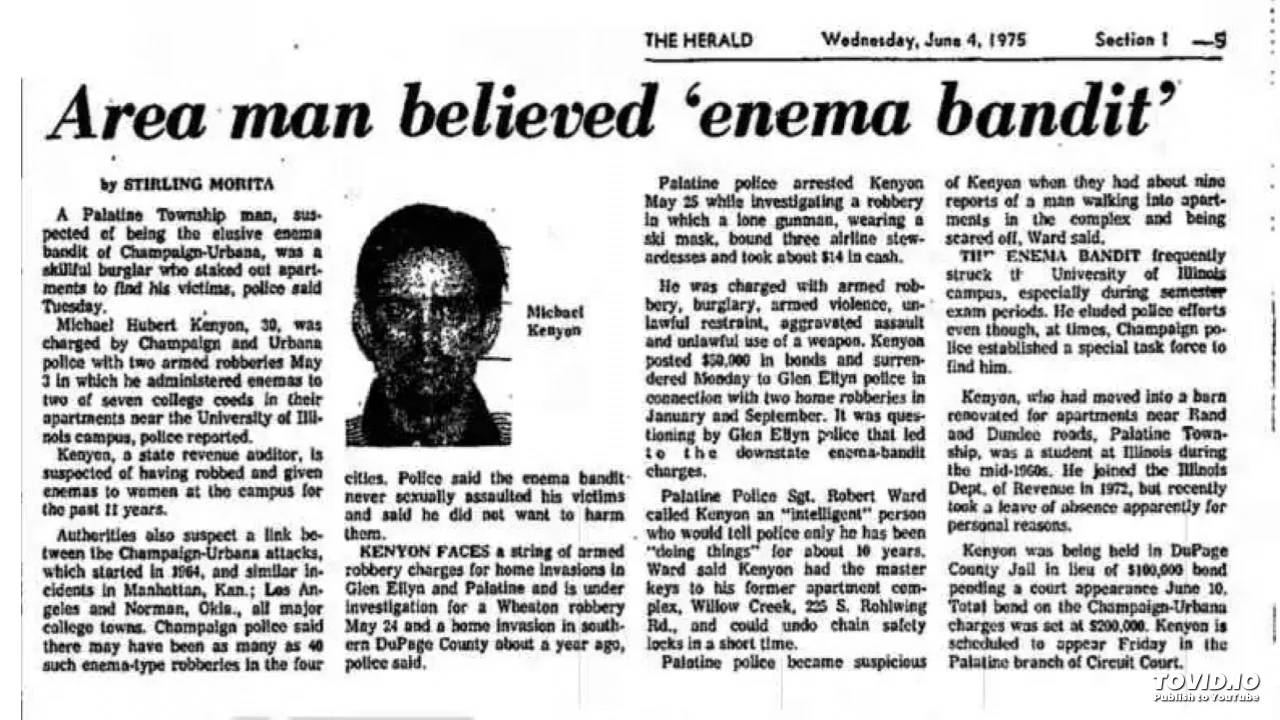 THE HERALD Wednesday, June 4, 1975 Section 1 —5
Area man believed ‘enema bandit’
by STIRLING MORITA
A Palatine Township man, sus-
pected of being the elusive enema
bandit of Champaign-Urbana, was a
skillful burglar who staked out apart-
ments to find his victims, police said
Tuesday.
Michael Hubert Kenyon, 30, was
charged by Champaign and Urbana
police with two armed robberies May
3 in which he administered enemas to
two of seven college coeds in their
apartments near the University of Illi-
nois campus, police reported.
Kenyon, a state revenue auditor, is
suspected of having robbed and given
enemas to women at the campus for
the past 11 years.
Authorities also suspect a link be-
tween the Champaign-Urbana attacks,
which started in 1964, and similar in-
cidents in Manhattan, Kan.; Los An-
geles and Norman, Okla., all major
college towns. Champaign police said
there may have been as many as 40
such enema-type robberies in the four
Michael
Kenyon
cities. Police said the enema bandit
never sexually assaulted his victims
and said he did not want to harm
them.
KENYON FACES a string of armed
robbery charges for home invasions in
Glen Ellyn and Palatine and is under
investigation for a Wheaton robbery
May 24 and a home invasion in south-
ern DuPage County about a year ago,
police said.
Palatine police arrested Kenyon
May 25 while investigating a robbery
in which a lone gunman, wearing a
ski mask, bound three airline stew-
ardesses and took about $14 in cash.
He was charged with armed rob-
bery, burglary, armed violence, un-
lawful restraint, aggravated assault
and unlawful use of a weapon. Kenyon
posted $50,000 in bonds and surren-
dered Monday to Glen Ellyn police in
connection with two home robberies in
January and September. It was ques-
tioning by Glen Ellyn police that led
to the downstate enema-bandit
charges.
Palatine Police Sgt. Robert Ward
called Kenyon an "intelligent" person
who would tell police only he has been
"doing things" for about 10 years.
Ward said Kenyon had the master
keys to his former apartment com-
plex, Willow Creek, 225 S. Rohlwing
Rd., and could undo chain safety
locks in a short time.
Palatine police became suspicious
of Kenyon when they had about nine
reports of a man walking into apart-
ments in the complex and being
scared off, Ward said.
ENEMA BANDIT frequently
struck University of Illinois
campus, especially during semester
exam periods. He eluded police efforts
even though, at times, Champaign po-
lice established a special task force to
find him.
Kenyon, who had moved into a barn
renovated for apartments near Rand
and Dundee roads, Palatine Town-
ship, was a student at Illinois during
the mid-1960s. He joined the Illinois
Dept. of Revenue in 1972, but recently
took a leave of absence apparently for
personal reasons.
Kenyon was being held in DuPage
County Jail in lieu of $100,000 bond
pending a court appearance June 10.
Total bond on the Champaign-Urbana
charges was set at $200,000. Kenyon is
scheduled to appear Friday in the
Palatine branch of Circuit Court.
TOVID.IO
Publish to YouTube